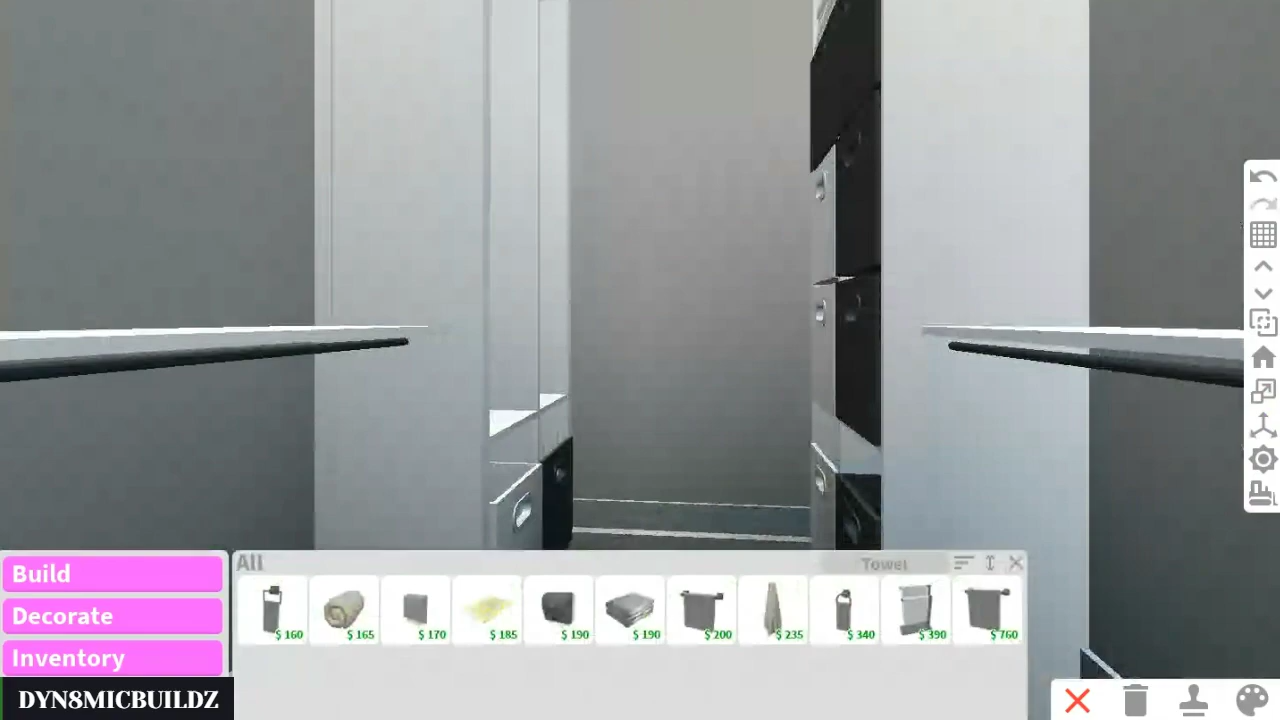 All
Towel
Build
Decorate
Inventory
$ 160
$ 165
$ 170
$ 185
$ 190
$ 190
$ 200
$ 235
$ 340
$ 390
$ 760
DYN8MICBUILDZ